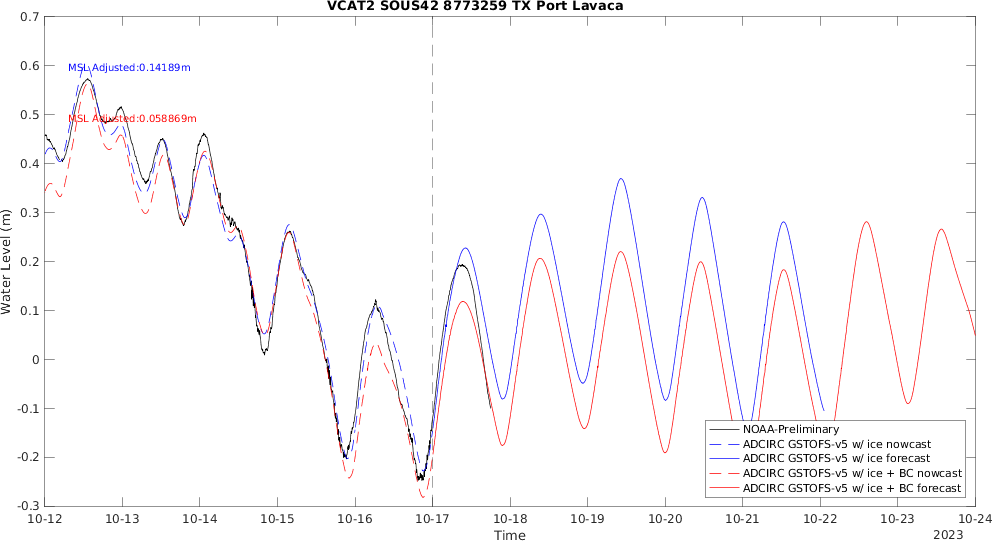 VCAT2 SOUS42 8773259 TX Port Lavaca
0.7
0.6
0.5
0.4
0.3
0.2
0.1
0
-0.1
-0.2
-0.3
Water Level (m)
MSL Adjusted:0.14189m
MSL Adjusted:0.058869m
NOAA-Preliminary
ADCIRC GSTOFS-v5 w/ ice nowcast
ADCIRC GSTOFS-v5 w/ ice forecast
ADCIRC GSTOFS-v5 w/ ice + BC nowcast
ADCIRC GSTOFS-v5 w/ ice + BC forecast
10-12 10-13 10-14 10-15 10-16 10-17 10-18 10-19 10-20 10-21 10-22 10-23 10-24
Time
2023